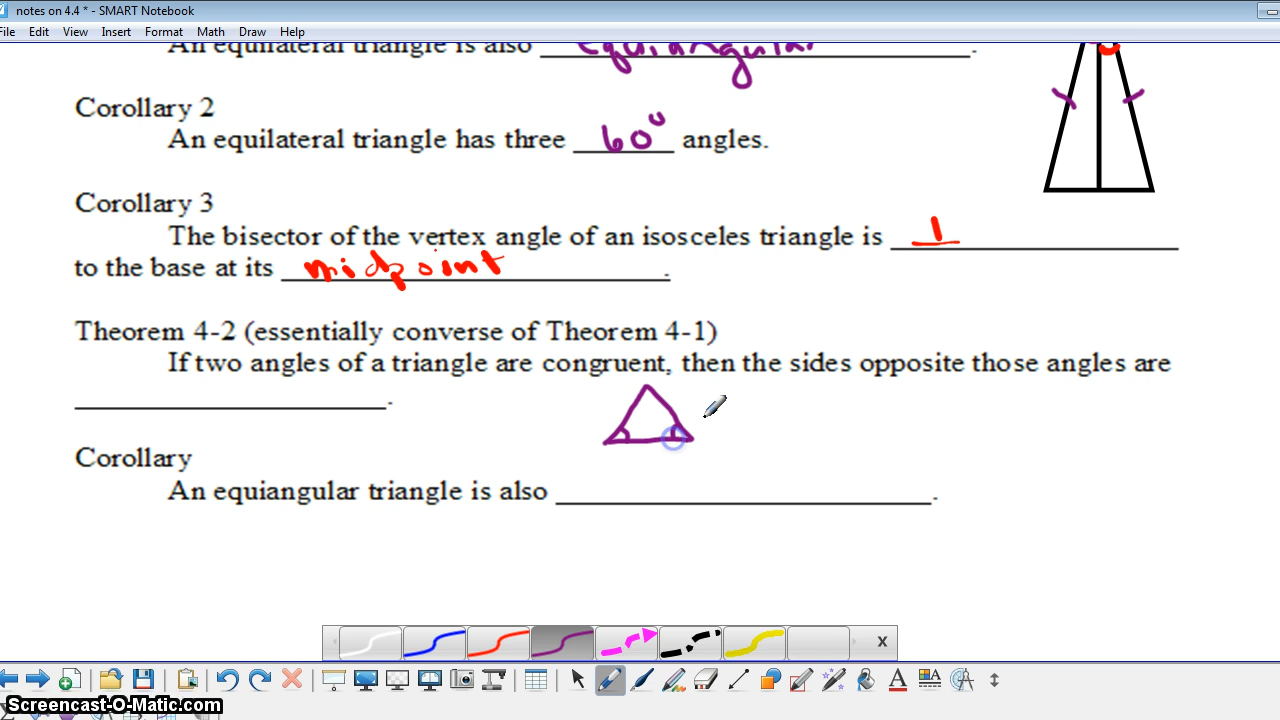 notes on 4.4 * - SMART Notebook
File Edit View Insert Format Math Draw Help
An equilateral triangle is also equiangular.
Corollary 2
An equilateral triangle has three 60° angles.
Corollary 3
The bisector of the vertex angle of an isosceles triangle is ⊥
to the base at its midpoint.
Theorem 4-2 (essentially converse of Theorem 4-1)
If two angles of a triangle are congruent, then the sides opposite those angles are
____________________.
Corollary
An equiangular triangle is also ____________________.
X
A
Screencast-O-Matic.com